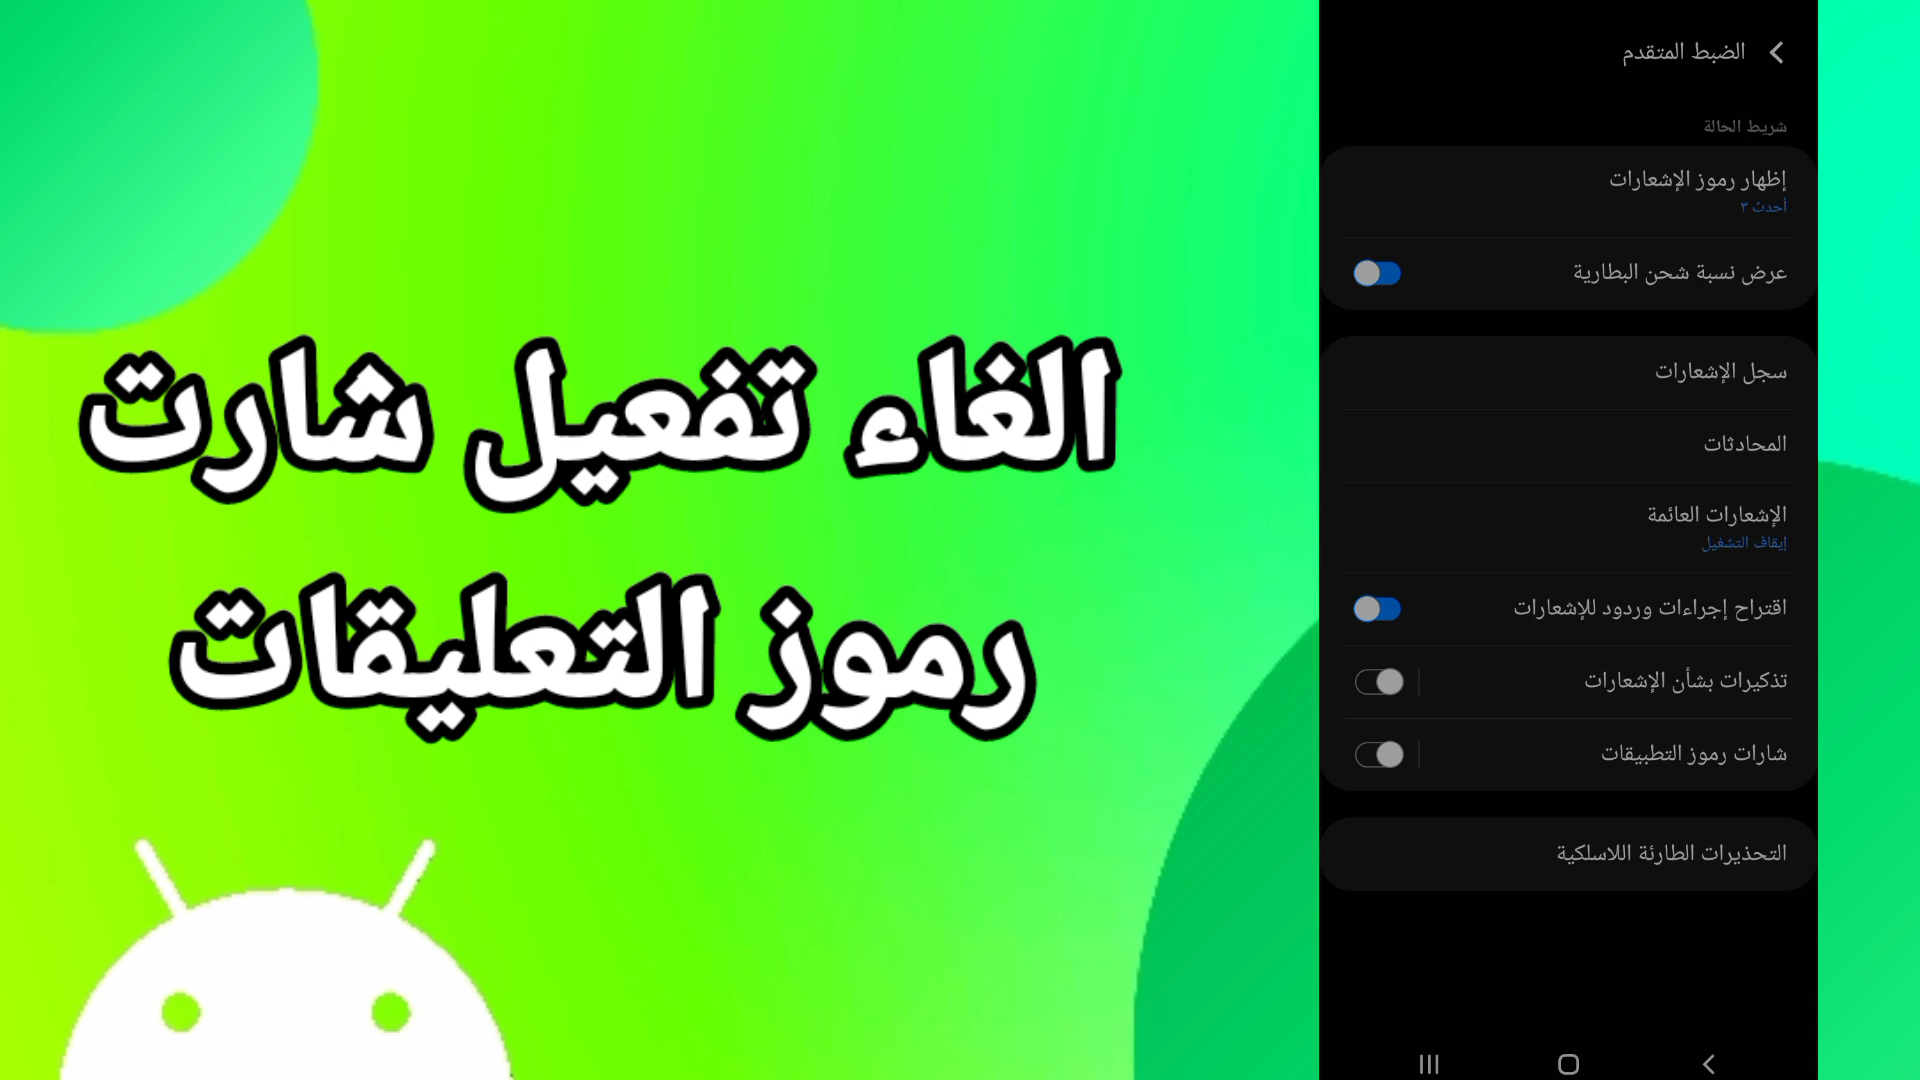 الغاء تفعيل شارت
رموز التعليقات
الضبط المتقدم
شريط الحالة
إظهار رموز الإشعارات
أحدث ٣
عرض نسبة شحن البطارية
سجل الإشعارات
المحادثات
الإشعارات العائمة
إيقاف التشغيل
اقتراح إجراءات وردود للإشعارات
تذكيرات بشأن الإشعارات
شارات رموز التطبيقات
التحذيرات الطارئة اللاسلكية